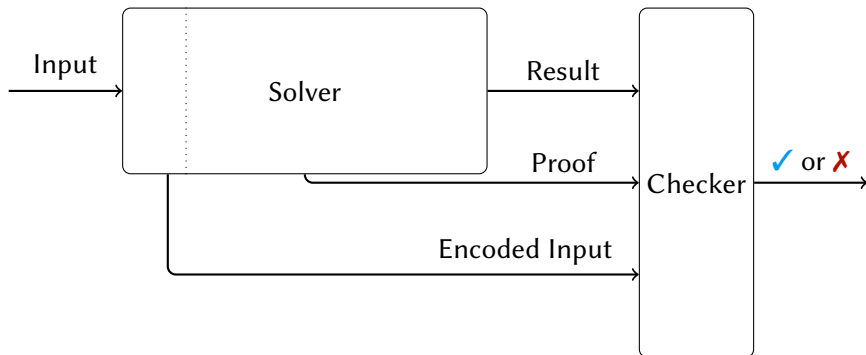 Input
Solver
Result
Proof
Checker
✓ or ✗
Encoded Input